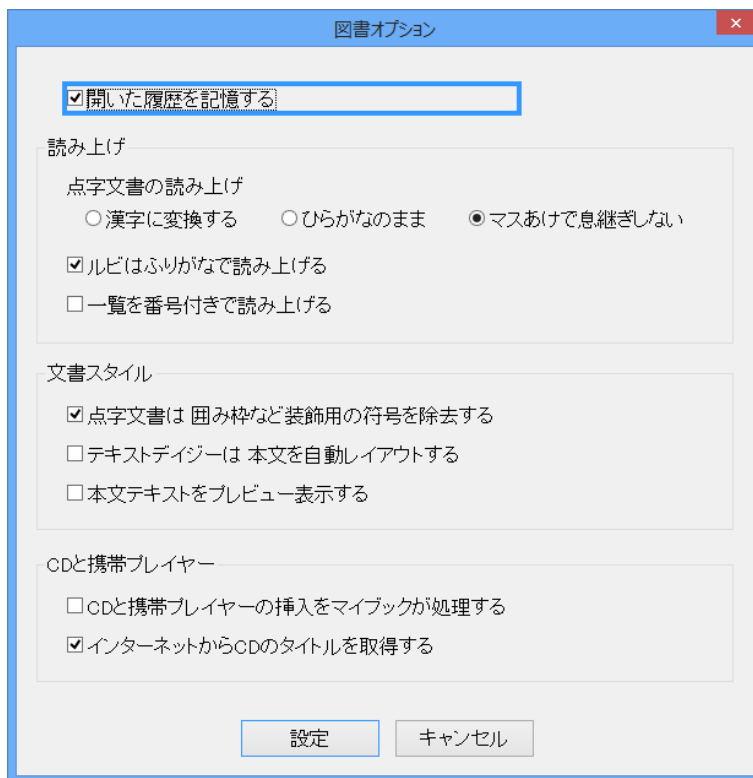 図書オプション
開いた履歴を記憶する
読み上げ
点字文書の読み上げ
漢字に変換する ひらがなのまま マスあけで息継ぎしない
ルビはふりがなで読み上げる
一覧を番号付きで読み上げる
文書スタイル
点字文書は 囲み枠など装飾用の符号を除去する
テキストデイジーは 本文を自動レイアウトする
本文テキストをプレビュー表示する
CDと携帯プレイヤー
CDと携帯プレイヤーの挿入をマイブックが処理する
インターネットからCDのタイトルを取得する
設定 キャンセル